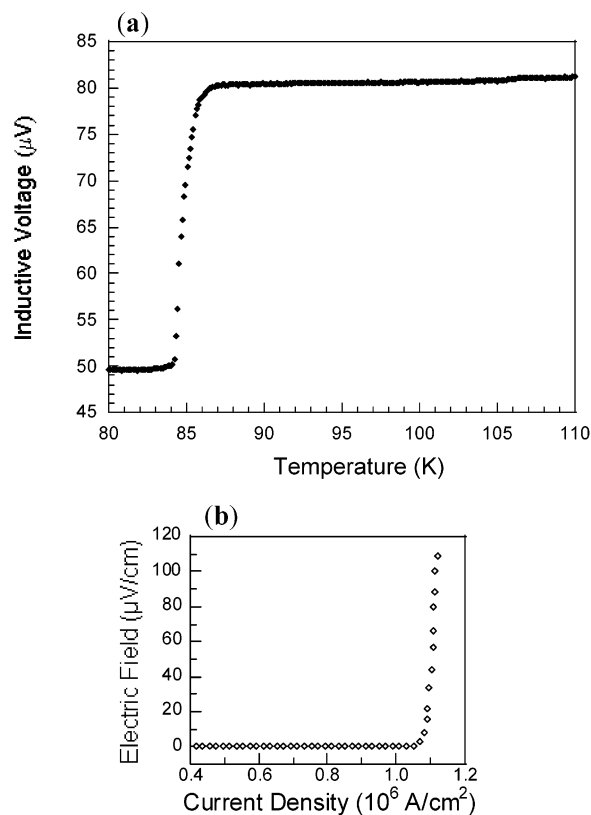 (a)
85
80
75
70
65
60
55
50
45
Inductive Voltage (μV)
80 85 90 95 100 105 110
Temperature (K)
(b)
120
100
80
60
40
20
0
Electric Field (μV/cm)
0.4 0.6 0.8 1.0 1.2
Current Density (10⁶ A/cm²)